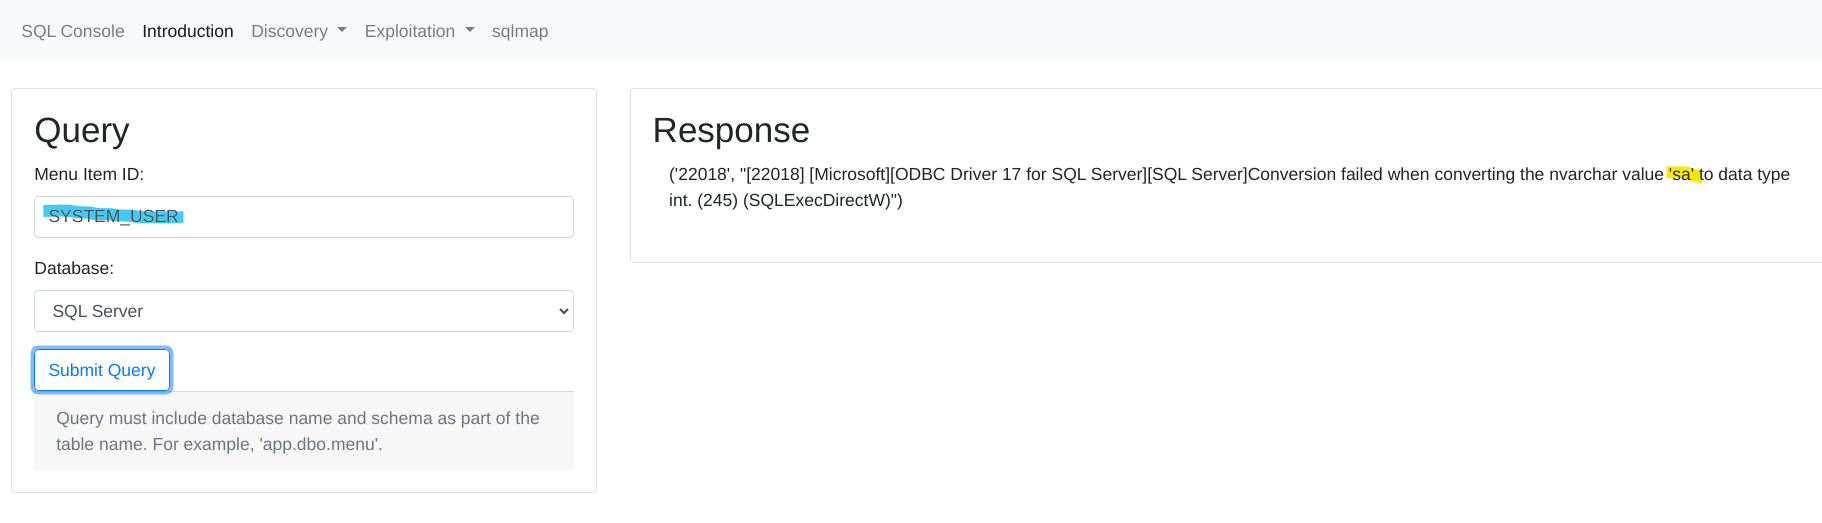 SQL Console Introduction Discovery Exploitation sqlmap
Query
Menu Item ID:
SYSTEM_USER
Database:
SQL Server
Submit Query
Query must include database name and schema as part of the
table name. For example, 'app.dbo.menu'.
Response
('22018', "[22018] [Microsoft][ODBC Driver 17 for SQL Server][SQL Server]Conversion failed when converting the nvarchar value 'sa' to data type
int. (245) (SQLExecDirectW)")